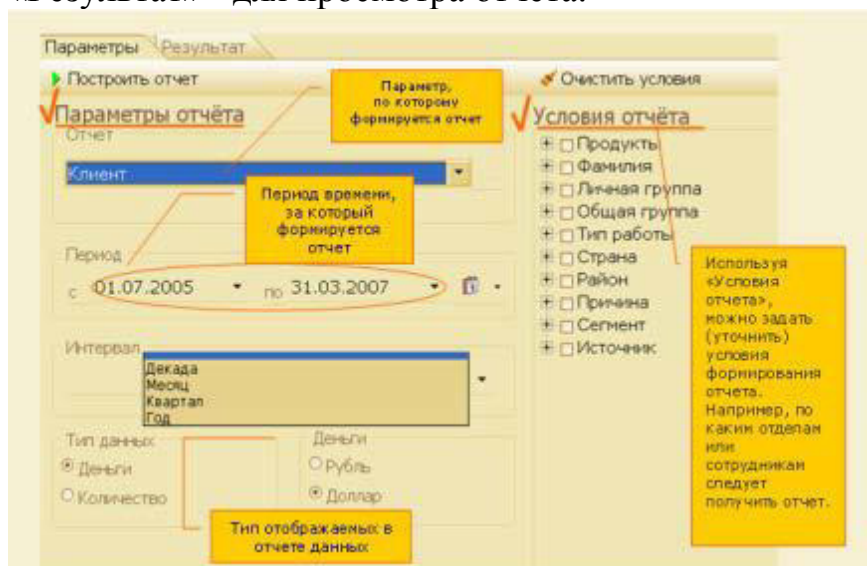 «Результат» - для просмотра отчета.
Параметры Результат
Построить отчет
Очистить условия
Параметр,
по которому
формируется отчет
Параметры отчёта
Условия отчёта
Отчет
Клиент
Период времени,
за который
формируется
отчет
Период
с 01.07.2005 по 31.03.2007
Интервал
Декада
Месяц
Квартал
Год
Тип данных
Деньги
Количество
Деньги
Рубль
Доллар
Тип отображаемых в
отчете данных
Продукты
Фамилия
Личная группа
Общая группа
Тип работы
Страна
Район
Причина
Сегмент
Источник
Используя
«Условия
отчета»,
можно задать
(уточнить)
условия
формирования
отчета.
Например, по
каким отделам
или
сотрудникам
следует
получить отчет.